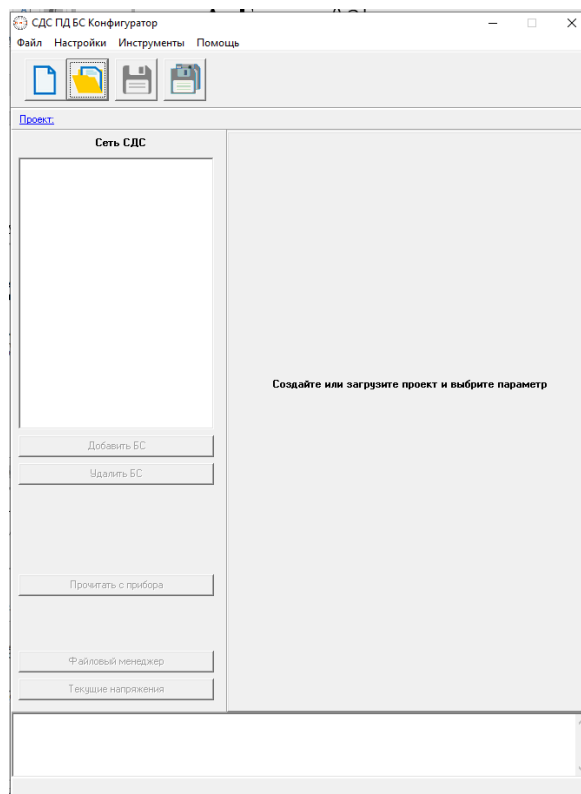 СДС ПД БС Конфигуратор
Файл Настройки Инструменты Помощь
Проект:
Сеть СДС
Создайте или загрузите проект и выбрите параметр
Добавить БС
Удалить БС
Прочитать с прибора
Файловый менеджер
Текущие напряжения